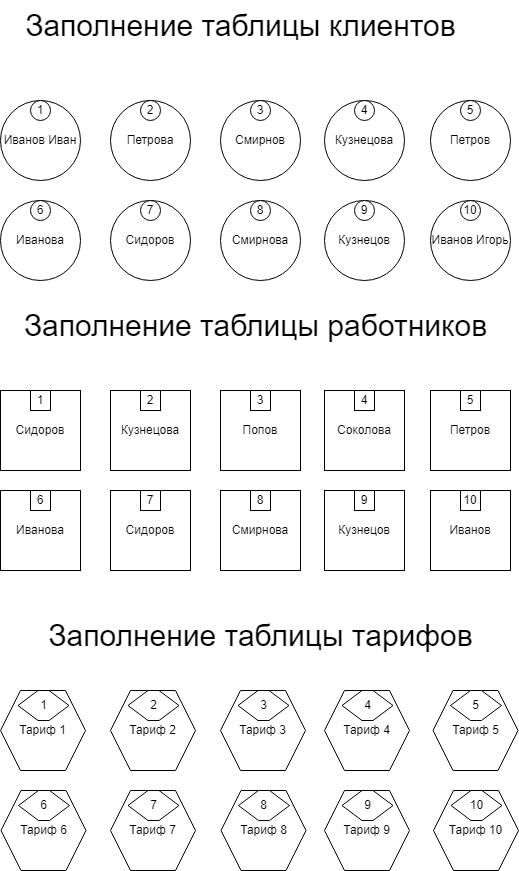 Заполнение таблицы клиентов
1 2 3 4 5
Иванов Иван Петрова Смирнов Кузнецова Петров
6 7 8 9 10
Иванова Сидоров Смирнова Кузнецов Иванов Игорь
Заполнение таблицы работников
1 2 3 4 5
Сидоров Кузнецова Попов Соколова Петров
6 7 8 9 10
Иванова Сидоров Смирнова Кузнецов Иванов
Заполнение таблицы тарифов
1 2 3 4 5
Тариф 1 Тариф 2 Тариф 3 Тариф 4 Тариф 5
6 7 8 9 10
Тариф 6 Тариф 7 Тариф 8 Тариф 9 Тариф 10